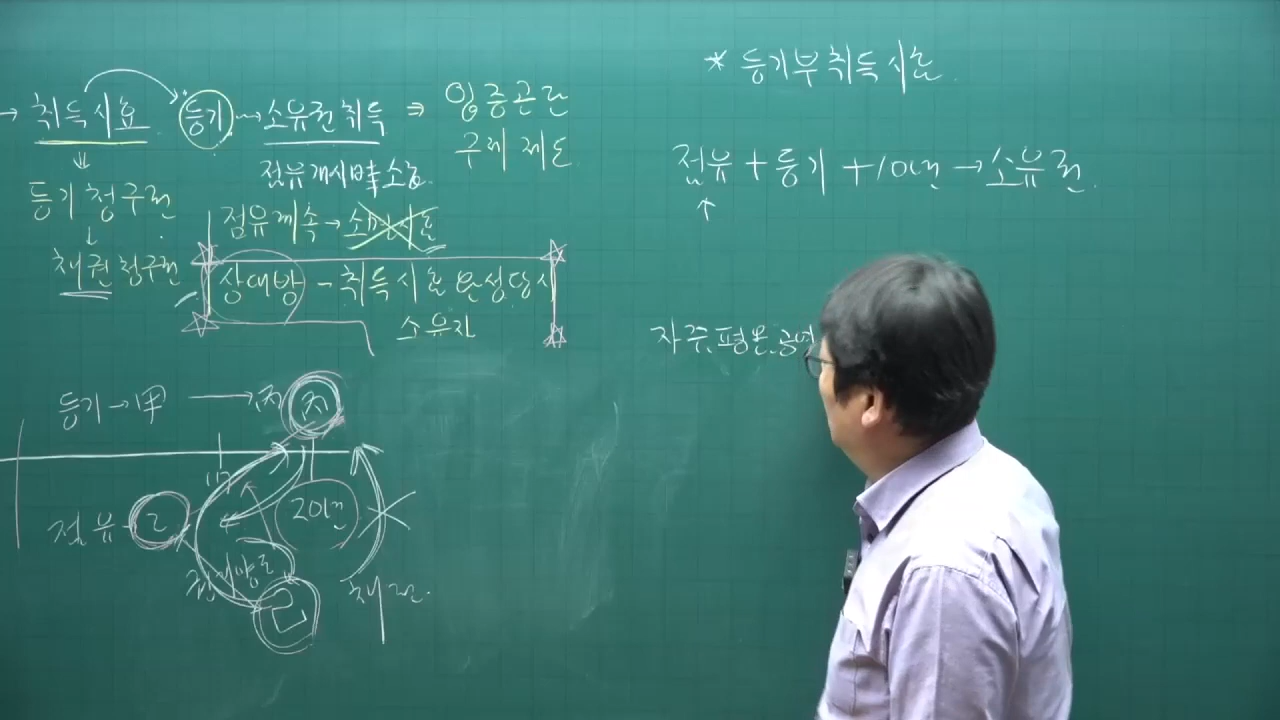 → 취득시효 등기 → 소유권취득 ⇒ 입증곤란
구제 제도
⇓ 점유개시時 소급
등기청구권
점유계속 → 소멸시효
↓
채권청구권
상대방 - 취득시효완성당시
소유자
등기 → 甲 → 丙
점유 乙 20년
양도
채권
* 등기부취득시효
점유 + 등기 + 10년 → 소유권
↑
자주, 평온, 공연